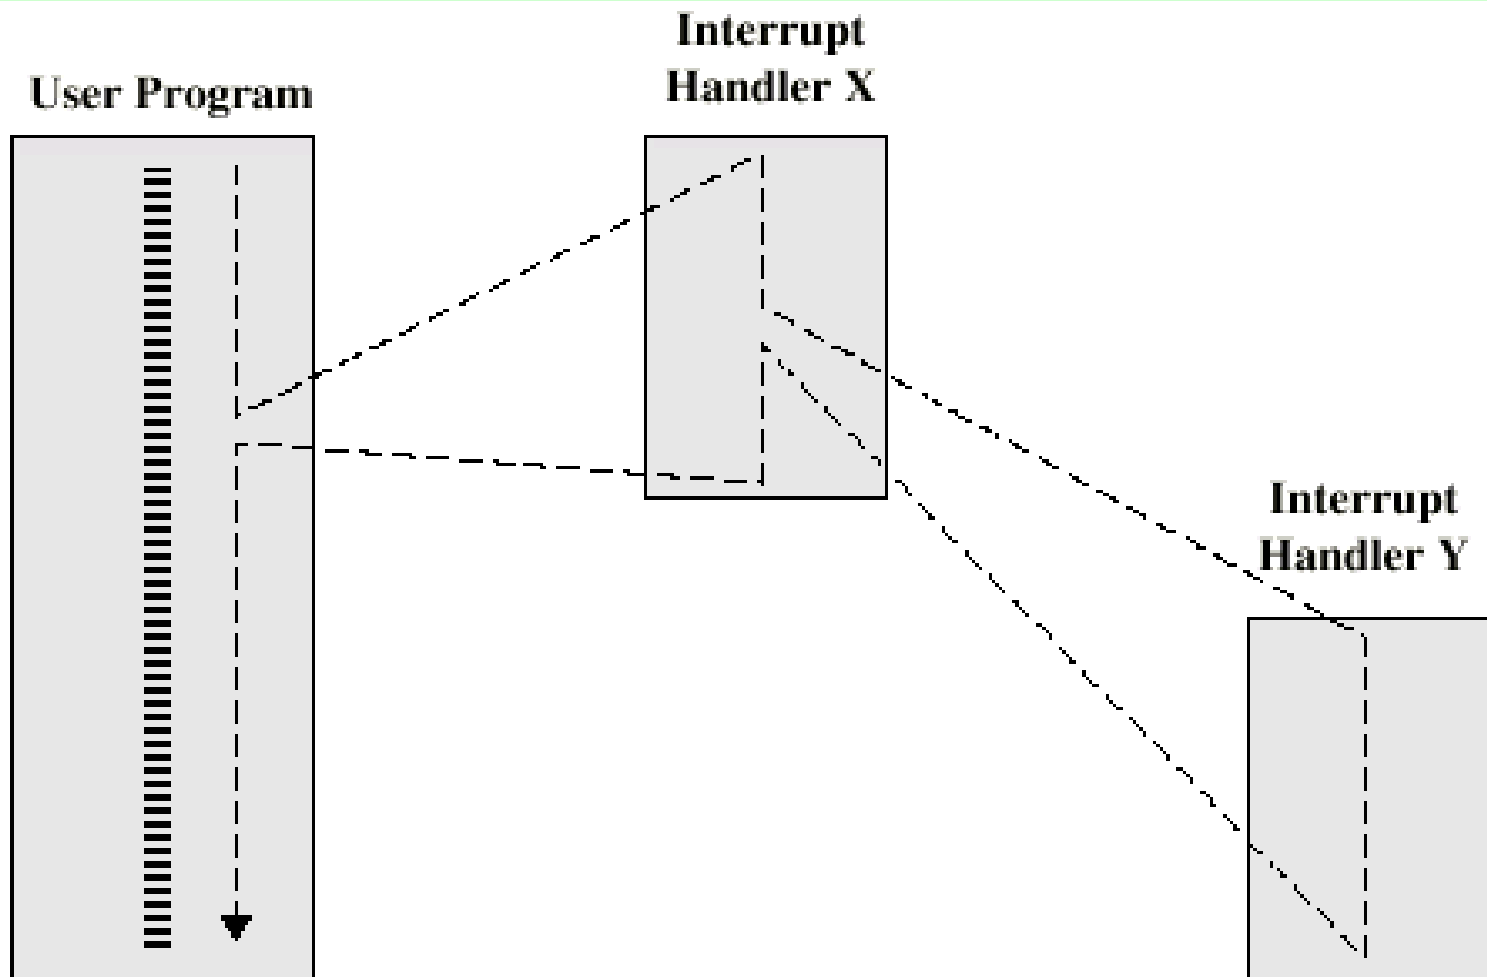 User Program
Interrupt
Handler X
Interrupt
Handler Y